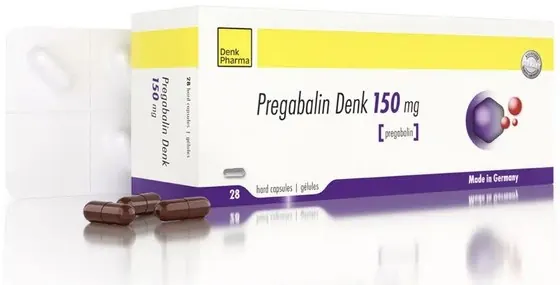 Denk
Pharma
28 hard capsules | gélules
Pregabalin Denk
150 mg
Pregabalin Denk 150 mg
[pregabalin]
28 hard capsules | gélules
Made in Germany